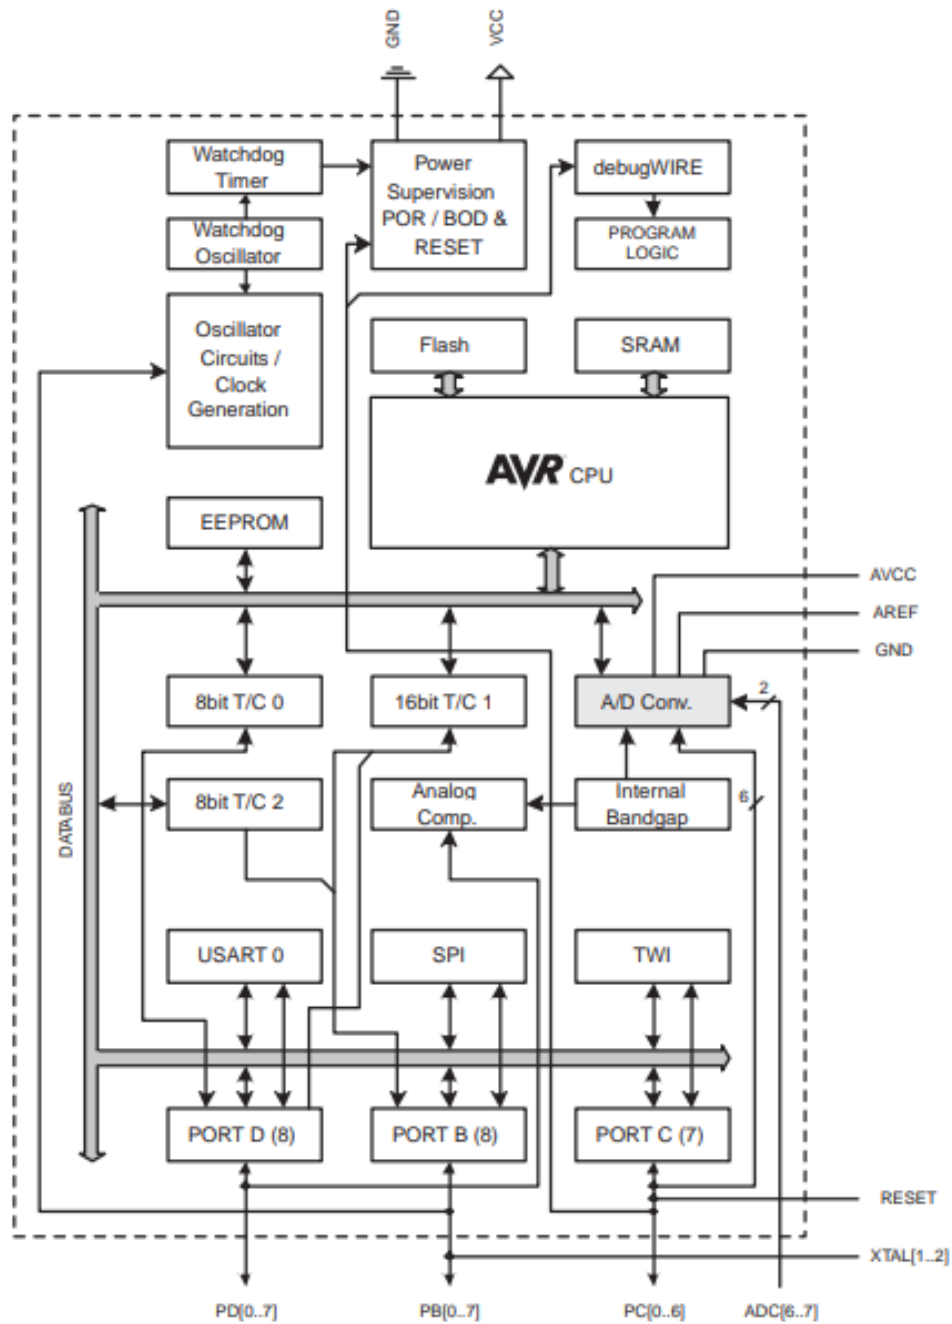 GND
VCC
Watchdog
Timer
Power
Supervision
POR / BOD &
RESET
debugWIRE
Watchdog
Oscillator
PROGRAM
LOGIC
Oscillator
Circuits /
Clock
Generation
Flash
SRAM
AVR CPU
EEPROM
AVCC
AREF
GND
8bit T/C 0
16bit T/C 1
A/D Conv.
2
8bit T/C 2
Analog
Comp.
Internal
Bandgap
6
DATABUS
USART 0
SPI
TWI
PORT D (8)
PORT B (8)
PORT C (7)
RESET
XTAL[1..2]
PD[0..7]
PB[0..7]
PC[0..6]
ADC[6..7]